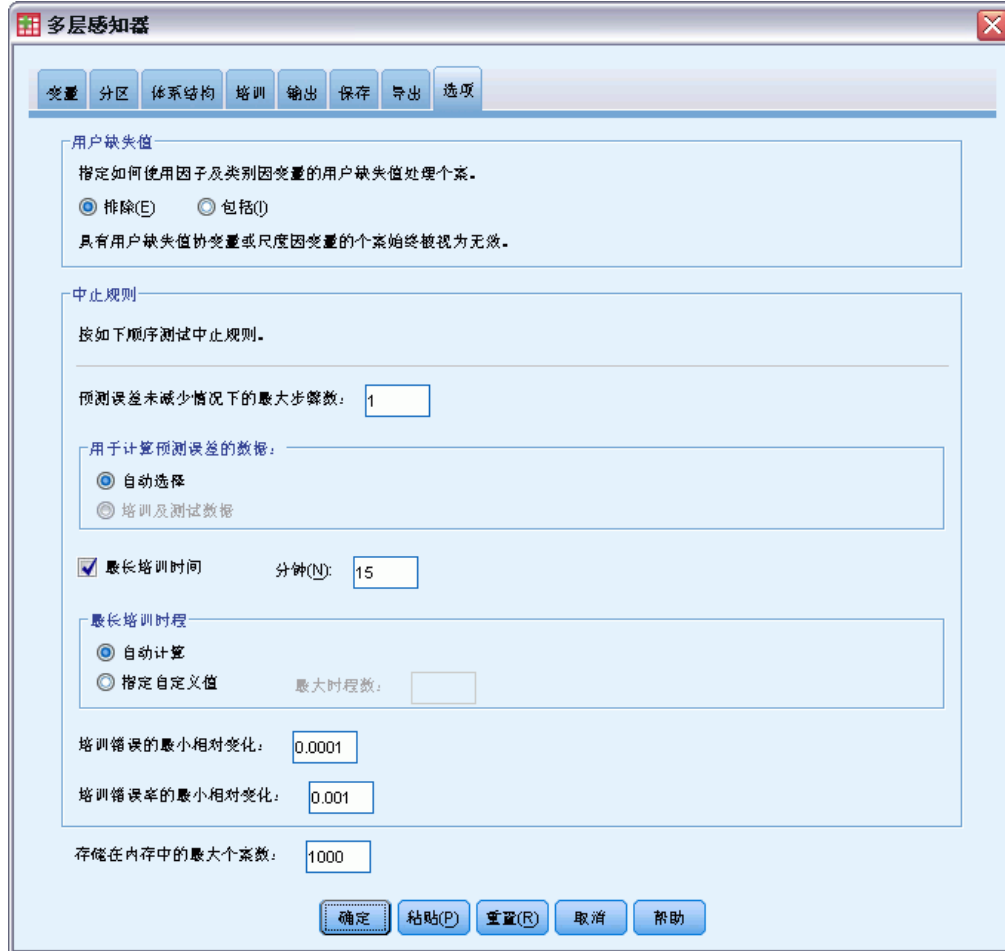 多层感知器
变量 分区 体系结构 培训 输出 保存 导出 选项
用户缺失值
指定如何使用因子及类别因变量的用户缺失值处理个案。
排除(E) 包括(I)
具有用户缺失值协变量或尺度因变量的个案始终被视为无效。
中止规则
按如下顺序测试中止规则。
预测误差未减少情况下的最大步骤数： 1
用于计算预测误差的数据：
自动选择
培训及测试数据
最长培训时间 分钟(N): 15
最长培训时程
自动计算
指定自定义值 最大时程数：
培训错误的最小相对变化： 0.0001
培训错误率的最小相对变化： 0.001
存储在内存中的最大个案数： 1000
确定 粘贴(P) 重置(R) 取消 帮助